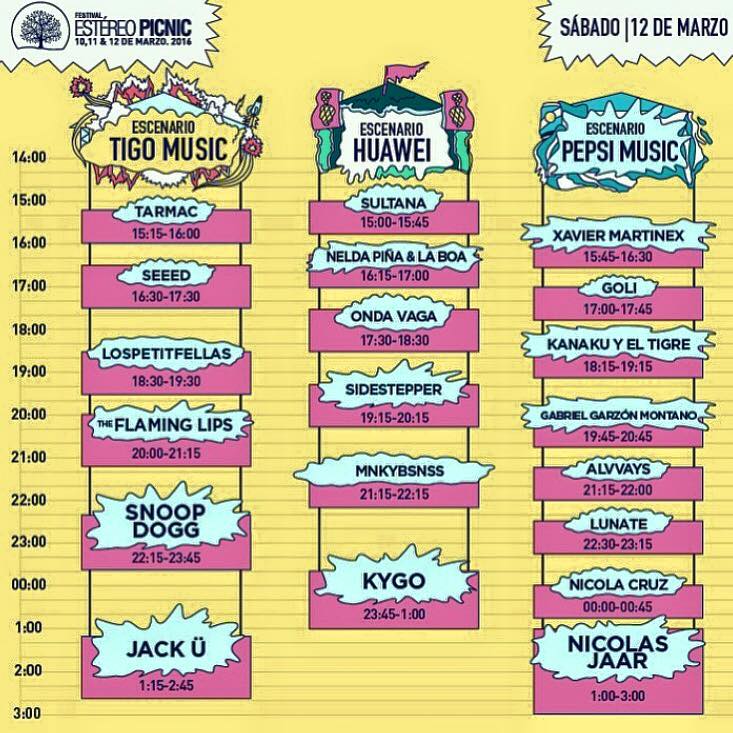 FESTIVAL
ESTÉREO PICNIC
10,11 & 12 DE MARZO. 2016
SÁBADO | 12 DE MARZO
ESCENARIO
TIGO MUSIC
ESCENARIO
HUAWEI
ESCENARIO
PEPSI MUSIC
14:00
15:00
16:00
17:00
18:00
19:00
20:00
21:00
22:00
23:00
00:00
1:00
2:00
3:00
TARMAC
15:15-16:00
SEEED
16:30-17:30
LOSPETITFELLAS
18:30-19:30
THE FLAMING LIPS
20:00-21:15
SNOOP
DOGG
22:15-23:45
JACK Ü
1:15-2:45
SULTANA
15:00-15:45
NELDA PIÑA & LA BOA
16:15-17:00
ONDA VAGA
17:30-18:30
SIDESTEPPER
19:15-20:15
MNKYBSNSS
21:15-22:15
KYGO
23:45-1:00
XAVIER MARTINEX
15:45-16:30
GOLI
17:00-17:45
KANAKU Y EL TIGRE
18:15-19:15
GABRIEL GARZÓN MONTANO
19:45-20:45
ALVVAYS
21:15-22:00
LUNATE
22:30-23:15
NICOLA CRUZ
00:00-00:45
NICOLAS
JAAR
1:00-3:00